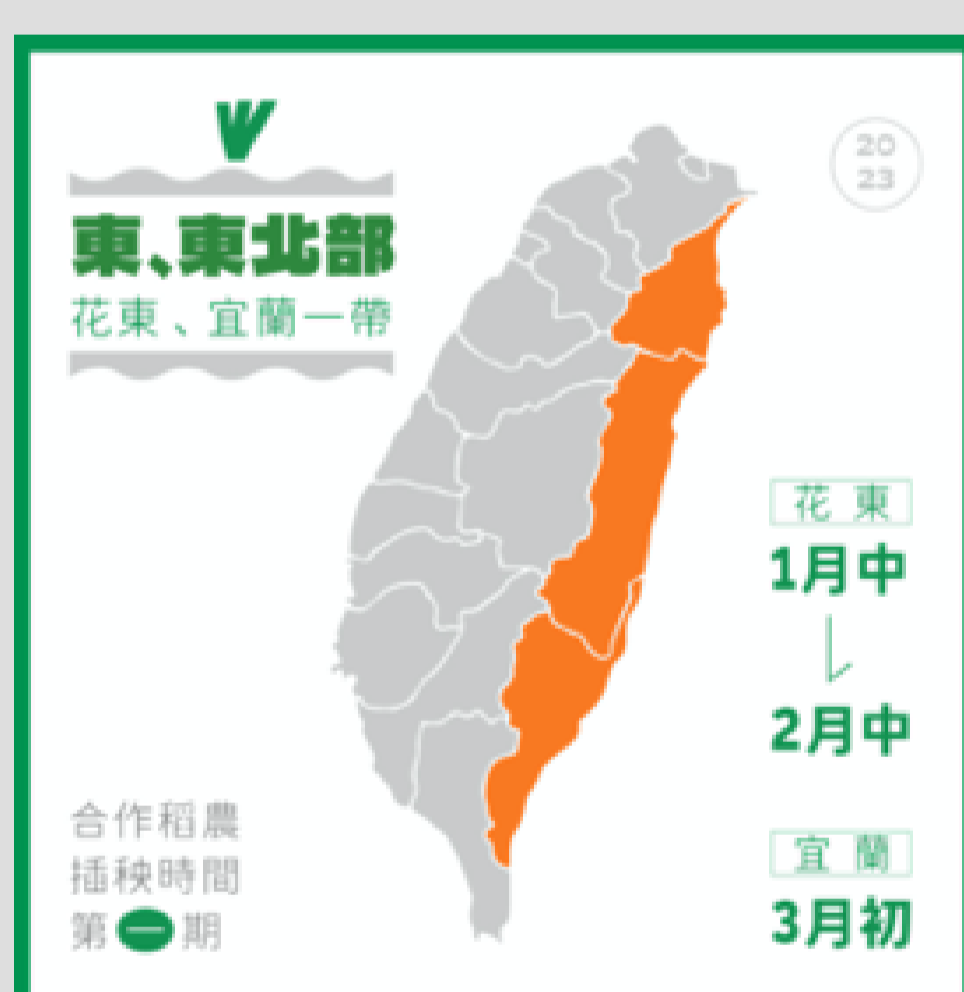 東、東北部
花東、宜蘭一帶
20
23
花東
1月中
2月中
宜蘭
3月初
合作稻農
插秧時間
第一期